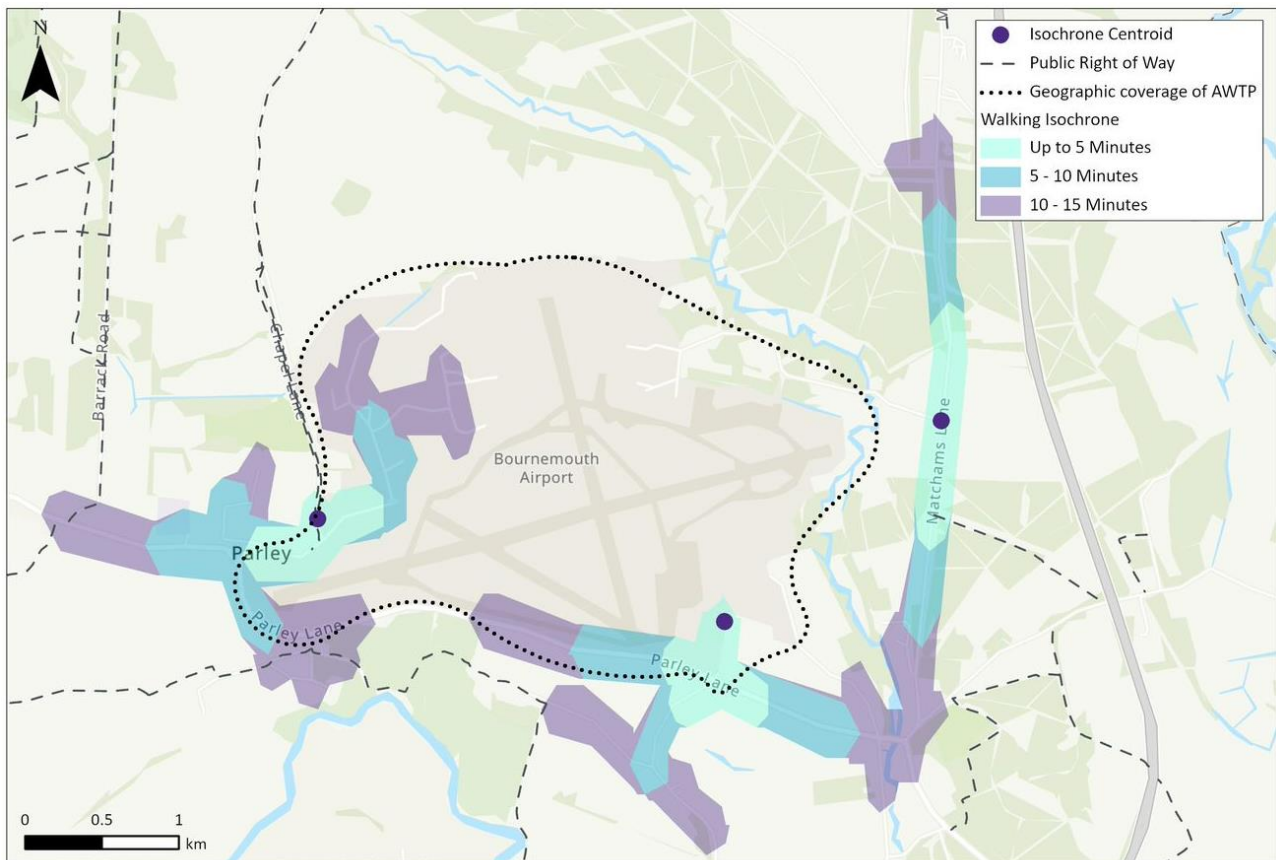 N
Isochrone Centroid
Public Right of Way
Geographic coverage of AWTP
Walking Isochrone
Up to 5 Minutes
5 - 10 Minutes
10 - 15 Minutes
Barrack Road
Chapel Lane
Matchams Lane
Bournemouth
Airport
Parley
Parley Lane
Parley Lane
0 0.5 1
km